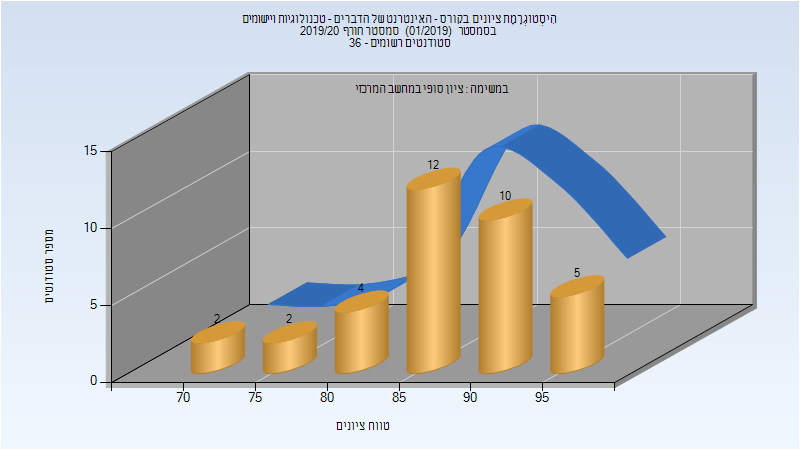 היסטוגרמת ציונים בקורס - האינטרנט של הדברים - טכנולוגיות ויישומים
בסמסטר (01/2019) סמסטר חורף 2019/20
סטודנטים רשומים - 36
במשימה : ציון סופי במחשב המרכזי
מספר סטודנטים
15
10
5
0
2
2
4
12
10
5
70
75
80
85
90
95
טווח ציונים